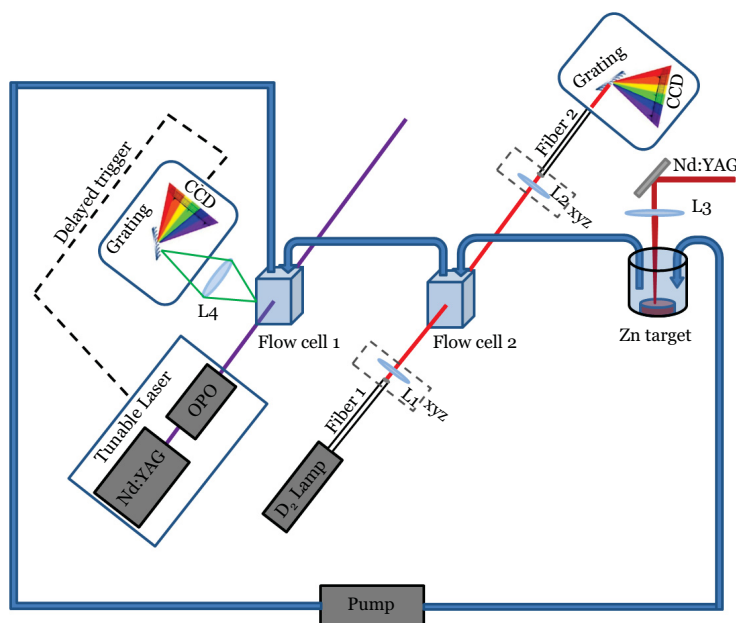 Delayed trigger
Grating
CCD
L4
Flow cell 1
Tunable Laser
OPO
Nd:YAG
Grating
CCD
Fiber 2
L2
xyz
Flow cell 2
L1
xyz
Fiber 1
D2 Lamp
Nd:YAG
L3
Zn target
Pump